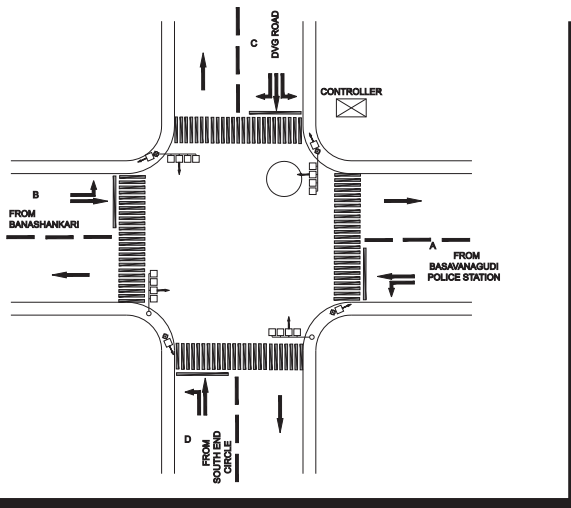 C
DVG ROAD
CONTROLLER
B
FROM
BANASHANKARI
A
FROM
BASAVANAGUDI
POLICE STATION
D
FROM
SOUTH END
CIRCLE